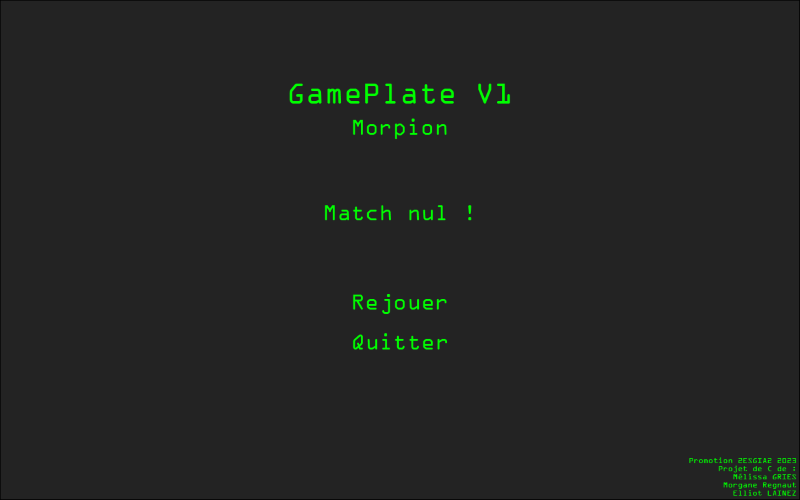 GamePlate V1
Morpion
Match nul !
Rejouer
Quitter
Promotion 2ESGIA2 2023
Projet de C de :
Mélissa GRIES
Morgane Regnaut
Elliot LAINEZ